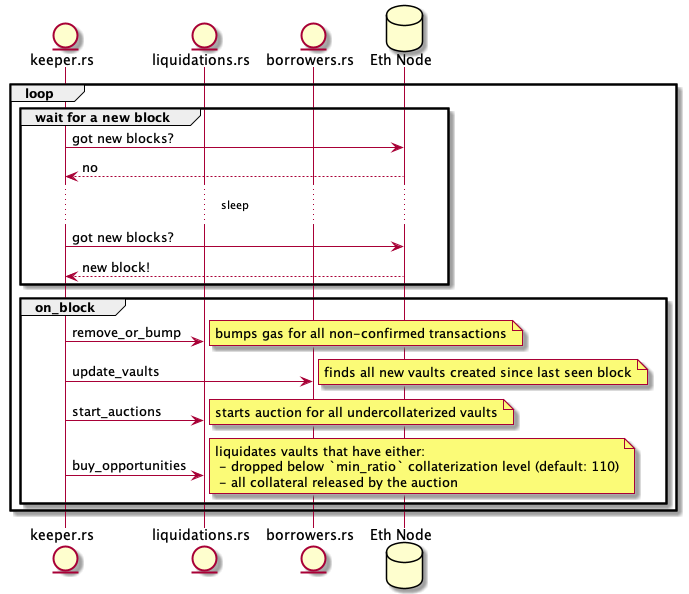 keeper.rs
liquidations.rs
borrowers.rs
Eth Node
loop
wait for a new block
got new blocks?
no
sleep
got new blocks?
new block!
on_block
remove_or_bump
bumps gas for all non-confirmed transactions
update_vaults
finds all new vaults created since last seen block
start_auctions
starts auction for all undercollaterized vaults
buy_opportunities
liquidates vaults that have either:
- dropped below `min_ratio` collaterization level (default: 110)
- all collateral released by the auction
keeper.rs
liquidations.rs
borrowers.rs
Eth Node